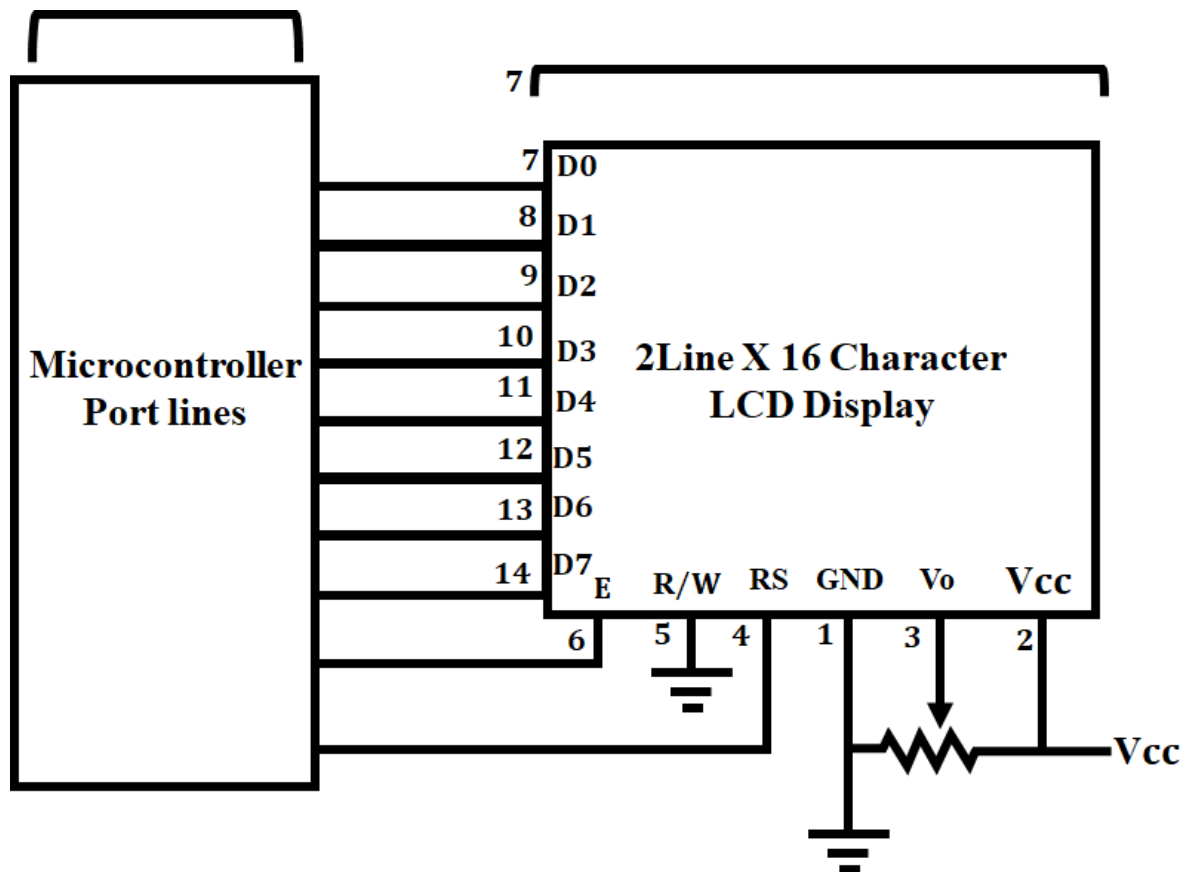 7
7 D0
8 D1
9 D2
10 D3
11 D4
12 D5
13 D6
14 D7
Microcontroller
Port lines
2Line X 16 Character
LCD Display
E R/W RS GND Vo Vcc
6 5 4 1 3 2
Vcc